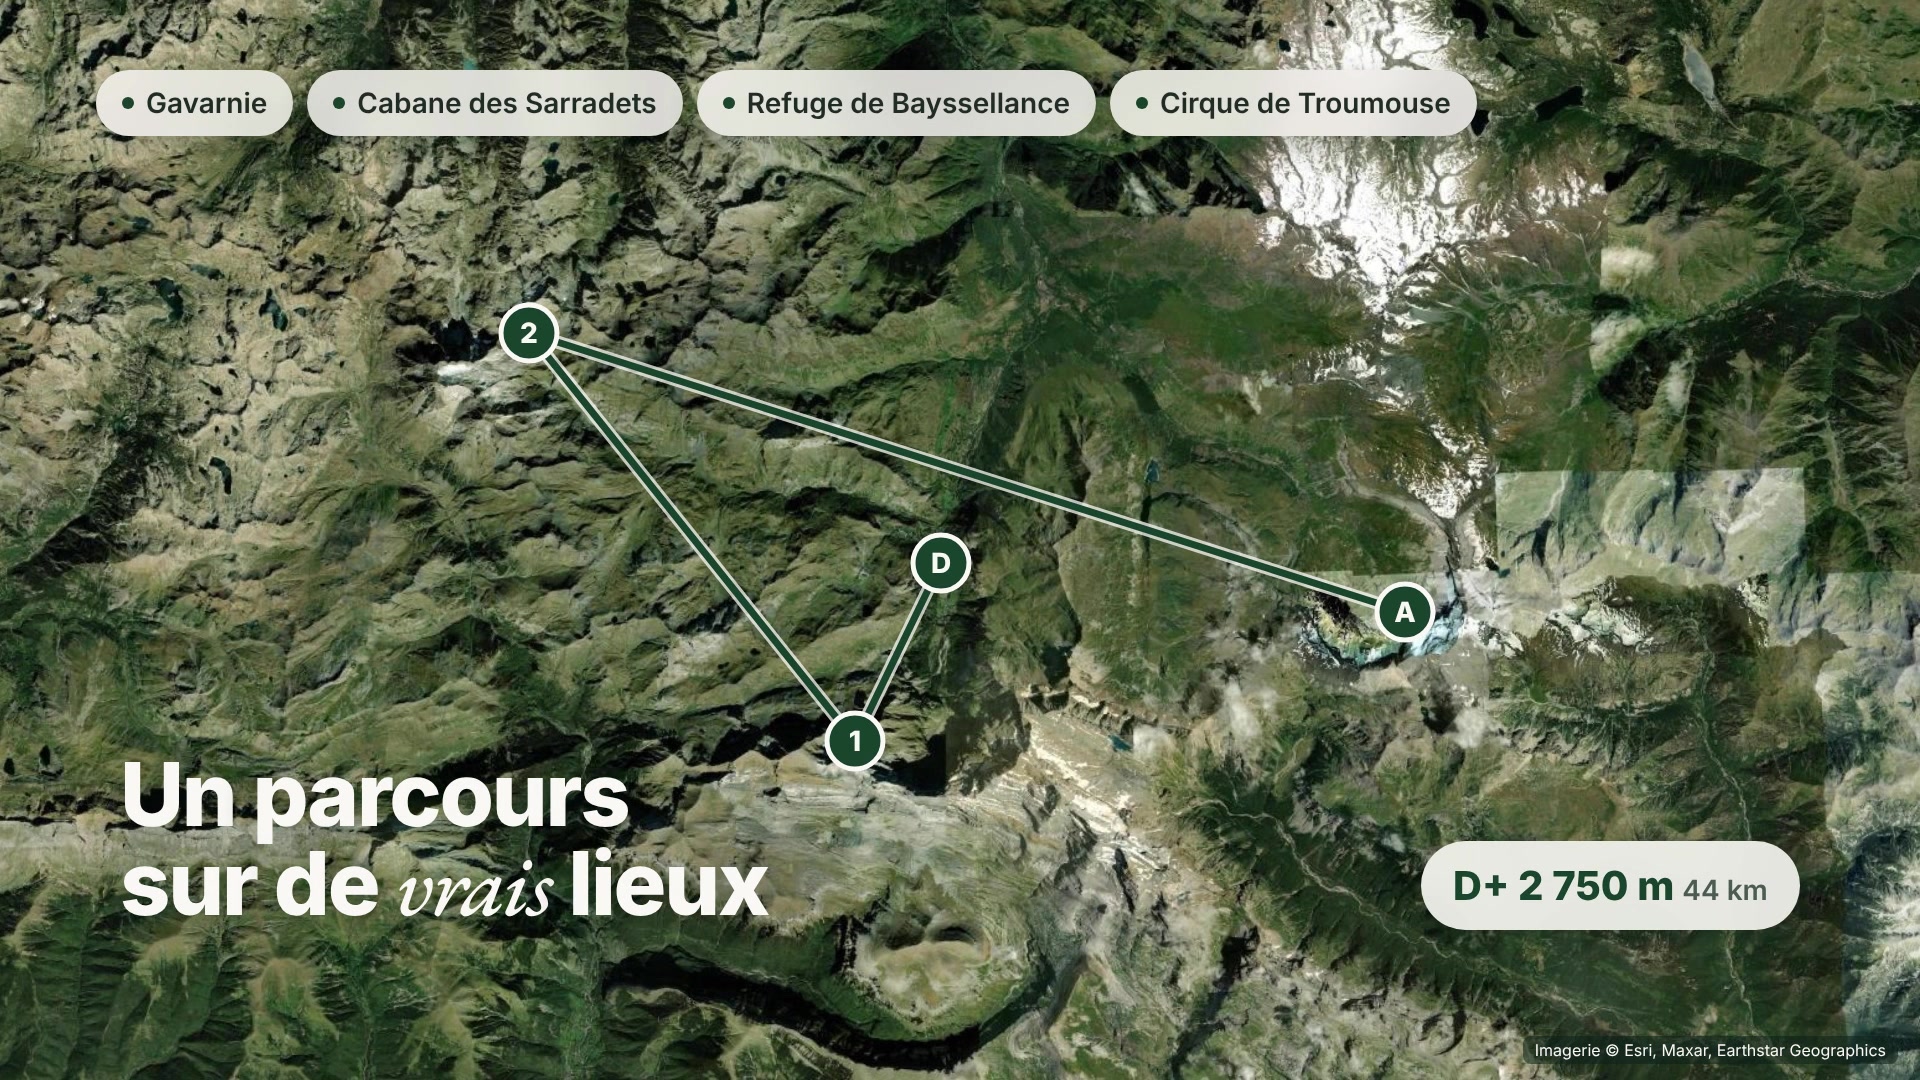 Gavarnie
Cabane des Sarradets
Refuge de Bayssellance
Cirque de Troumouse
2
D
A
1
Un parcours
sur de vrais lieux
D+ 2 750 m 44 km
Imagerie © Esri, Maxar, Earthstar Geographics